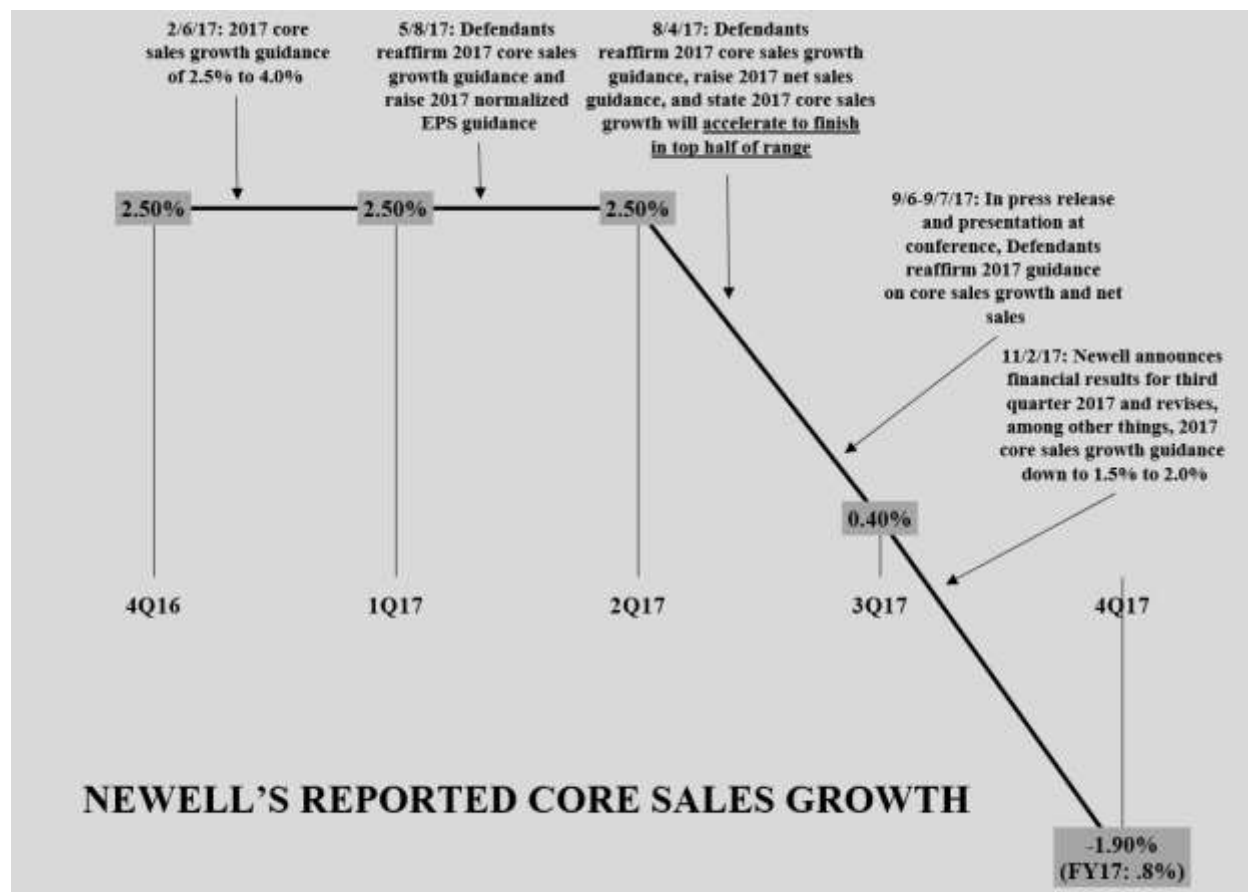 2/6/17: 2017 core
sales growth guidance
of 2.5% to 4.0%
5/8/17: Defendants
reaffirm 2017 core sales
growth guidance and
raise 2017 normalized
EPS guidance
8/4/17: Defendants
reaffirm 2017 core sales growth
guidance, raise 2017 net sales
guidance, and state 2017 core sales
growth will accelerate to finish
in top half of range
9/6-9/7/17: In press release
and presentation at
conference, Defendants
reaffirm 2017 guidance
on core sales growth and net
sales
11/2/17: Newell announces
financial results for third
quarter 2017 and revises,
among other things, 2017
core sales growth guidance
down to 1.5% to 2.0%
2.50%
2.50%
2.50%
0.40%
-1.90%
(FY17: .8%)
4Q16
1Q17
2Q17
3Q17
4Q17
NEWELL’S REPORTED CORE SALES GROWTH